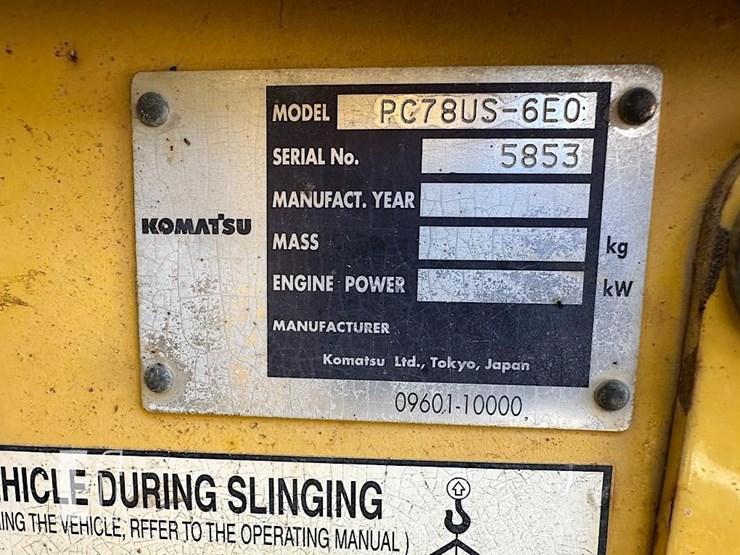 MODEL PC78US-6E0
SERIAL No. 5853
MANUFACT. YEAR
KOMATSU
MASS kg
ENGINE POWER kW
MANUFACTURER
Komatsu Ltd., Tokyo, Japan
09601-10000
HICLE DURING SLINGING
ING THE VEHICLE, RFFER TO THE OPERATING MANUAL)